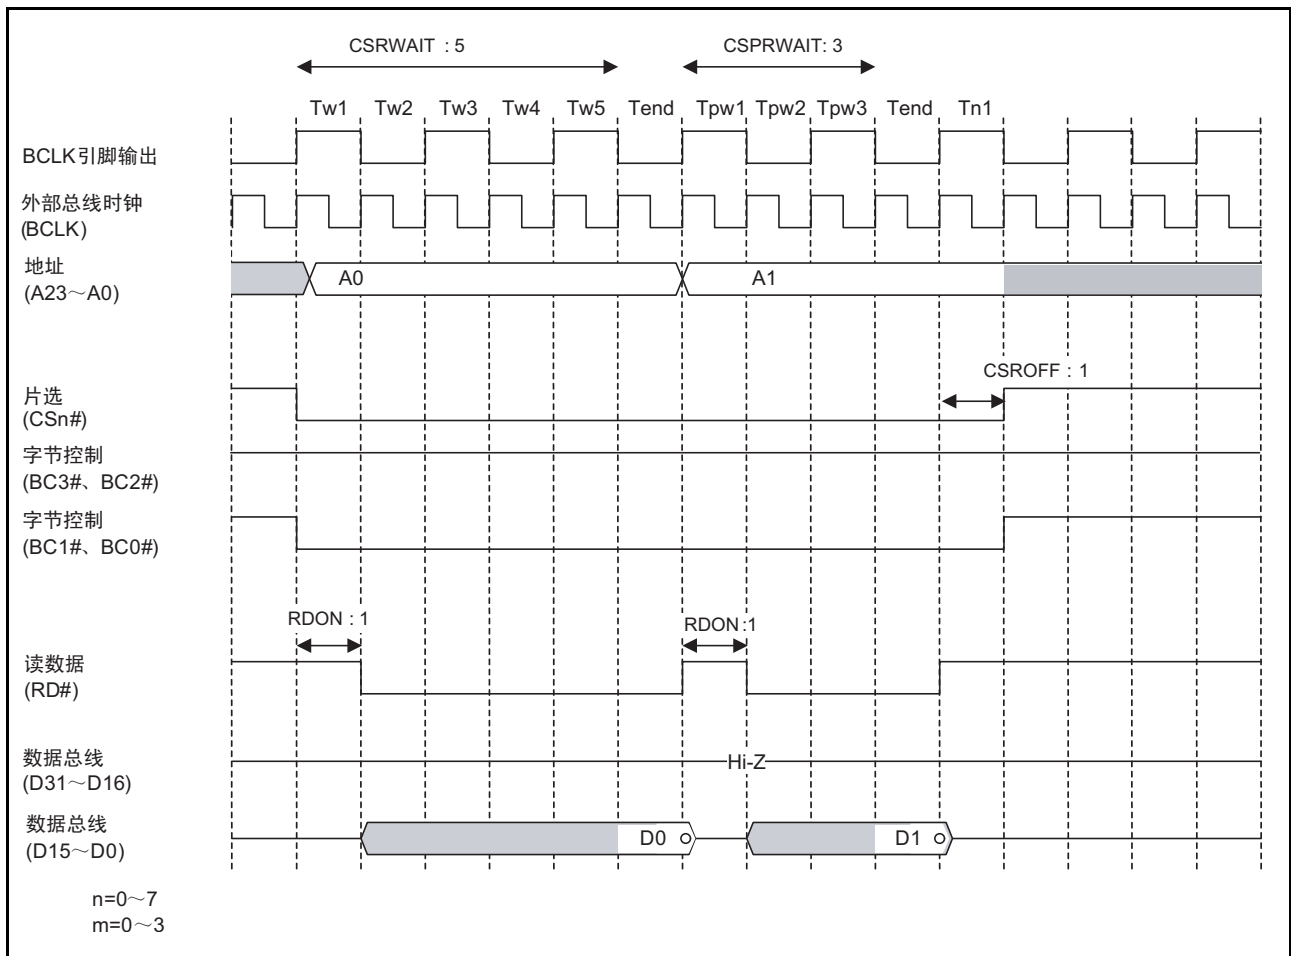 CSRWAIT : 5
CSPRWAIT: 3
Tw1 Tw2 Tw3 Tw4 Tw5 Tend Tpw1 Tpw2 Tpw3 Tend Tn1
BCLK引脚输出
外部总线时钟
(BCLK)
地址
(A23～A0)
A0
A1
CSROFF : 1
片选
(CSn#)
字节控制
(BC3#、BC2#)
字节控制
(BC1#、BC0#)
RDON : 1
RDON :1
读数据
(RD#)
数据总线
(D31～D16)
Hi-Z
数据总线
(D15～D0)
D0
D1
n=0～7
m=0～3